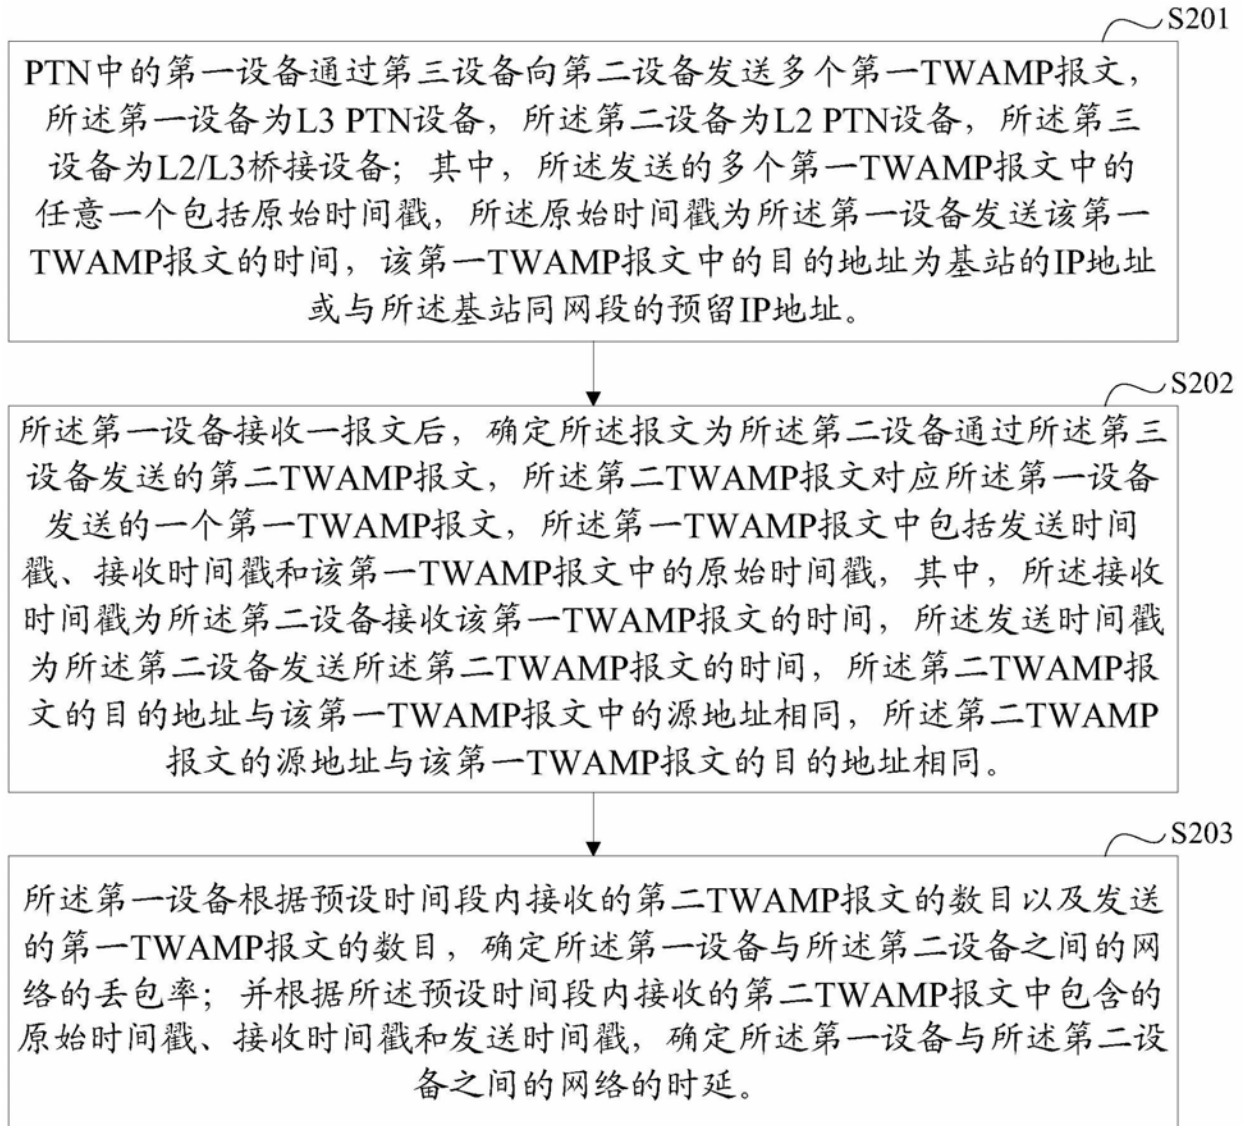 S201
PTN中的第一设备通过第三设备向第二设备发送多个第一TWAMP报文，
所述第一设备为L3 PTN设备，所述第二设备为L2 PTN设备，所述第三
设备为L2/L3桥接设备；其中，所述发送的多个第一TWAMP报文中的
任意一个包括原始时间戳，所述原始时间戳为所述第一设备发送该第一
TWAMP报文的时间，该第一TWAMP报文中的目的地址为基站的IP地址
或与所述基站同网段的预留IP地址。
S202
所述第一设备接收一报文后，确定所述报文为所述第二设备通过所述第三
设备发送的第二TWAMP报文，所述第二TWAMP报文对应所述第一设备
发送的一个第一TWAMP报文，所述第一TWAMP报文中包括发送时间
戳、接收时间戳和该第一TWAMP报文中的原始时间戳，其中，所述接收
时间戳为所述第二设备接收该第一TWAMP报文的时间，所述发送时间戳
为所述第二设备发送所述第二TWAMP报文的时间，所述第二TWAMP报
文的目的地址与该第一TWAMP报文中的源地址相同，所述第二TWAMP
报文的源地址与该第一TWAMP报文的目的地址相同。
S203
所述第一设备根据预设时间段内接收的第二TWAMP报文的数目以及发送
的第一TWAMP报文的数目，确定所述第一设备与所述第二设备之间的网
络的丢包率；并根据所述预设时间段内接收的第二TWAMP报文中包含的
原始时间戳、接收时间戳和发送时间戳，确定所述第一设备与所述第二设
备之间的网络的时延。